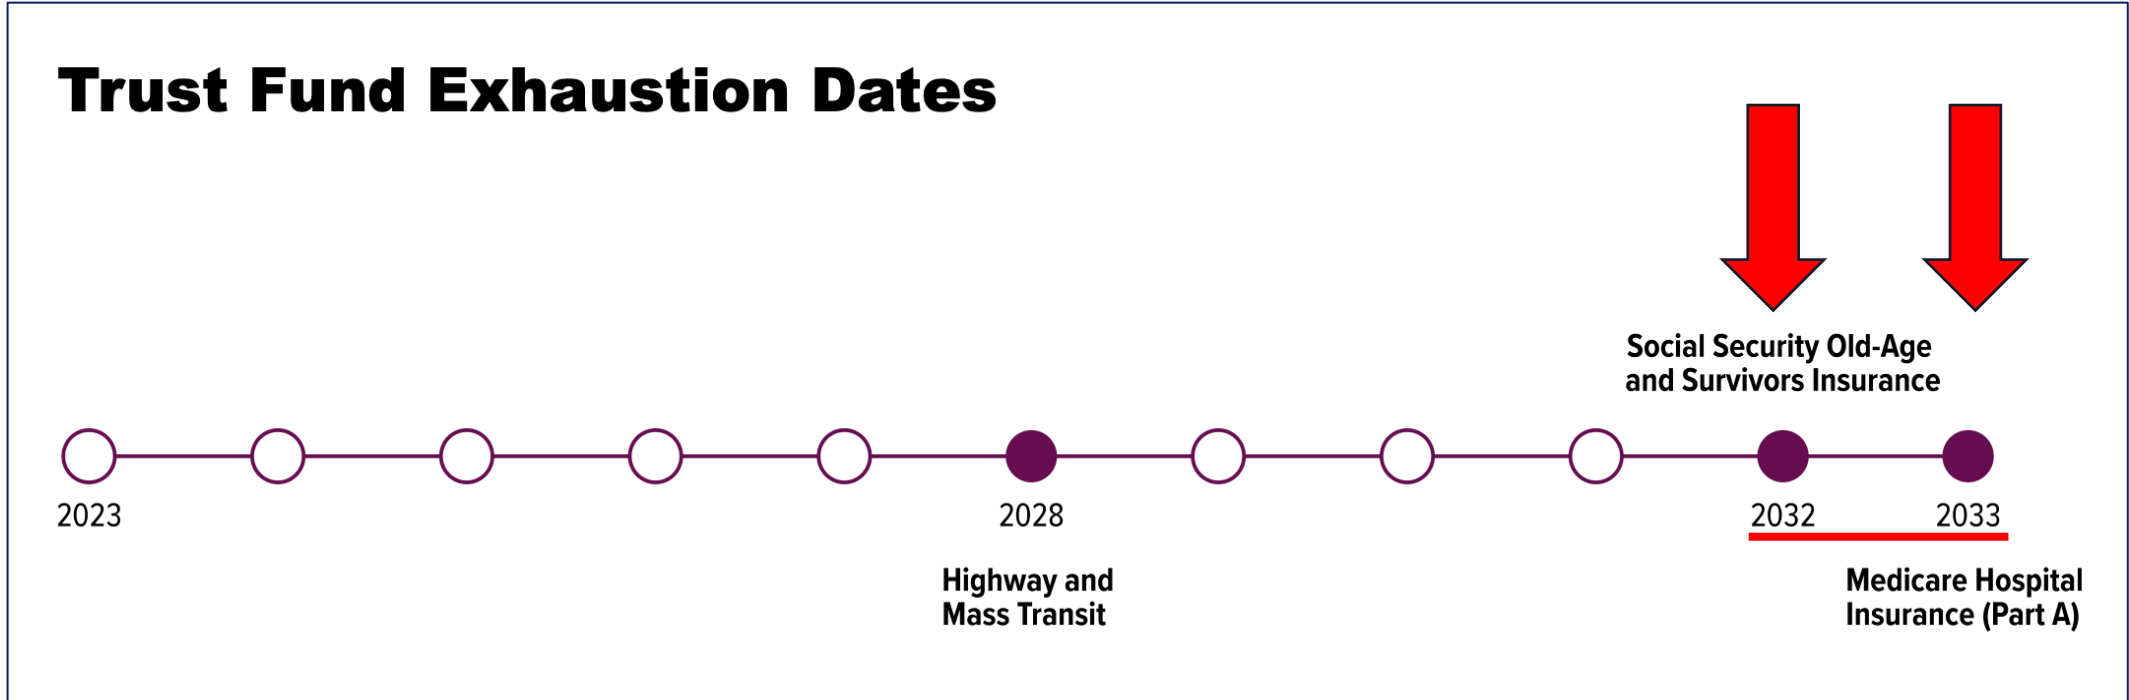 Trust Fund Exhaustion Dates
Social Security Old-Age
and Survivors Insurance
2023
2028
2032
2033
Highway and
Mass Transit
Medicare Hospital
Insurance (Part A)